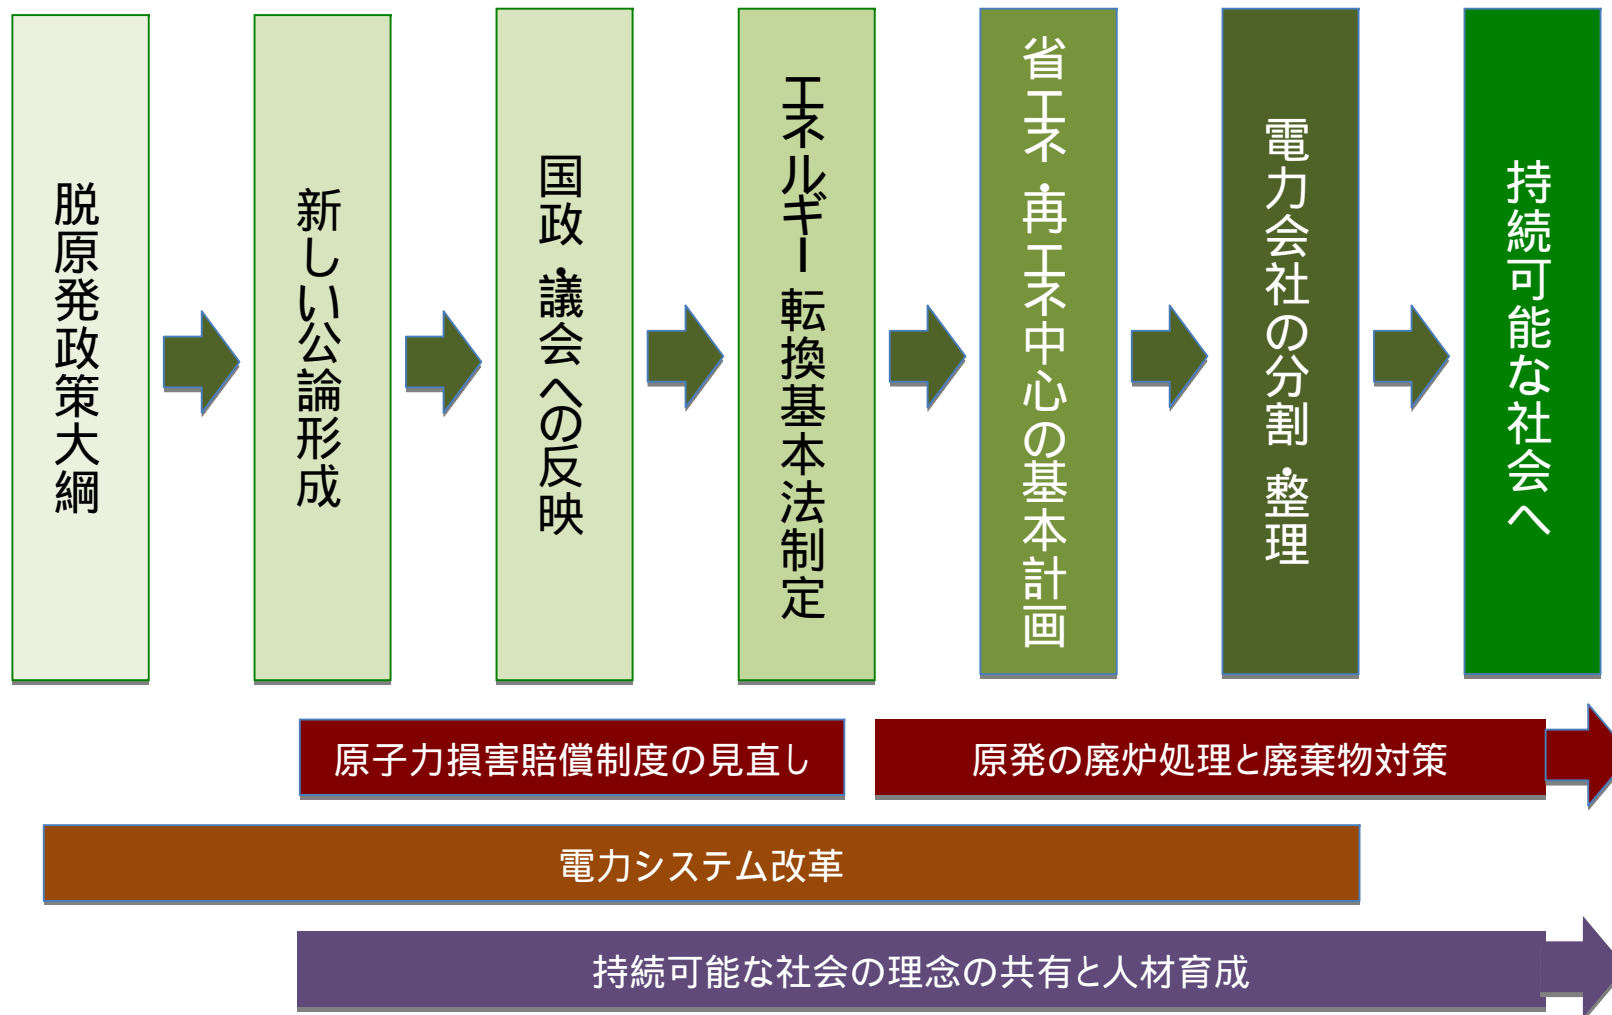 脱原発政策大綱
新しい公論形成
国政・議会への反映
エネルギー転換基本法制定
省エネ・再エネ中心の基本計画
電力会社の分割・整理
持続可能な社会へ
原子力損害賠償制度の見直し
原発の廃炉処理と廃棄物対策
電力システム改革
持続可能な社会の理念の共有と人材育成